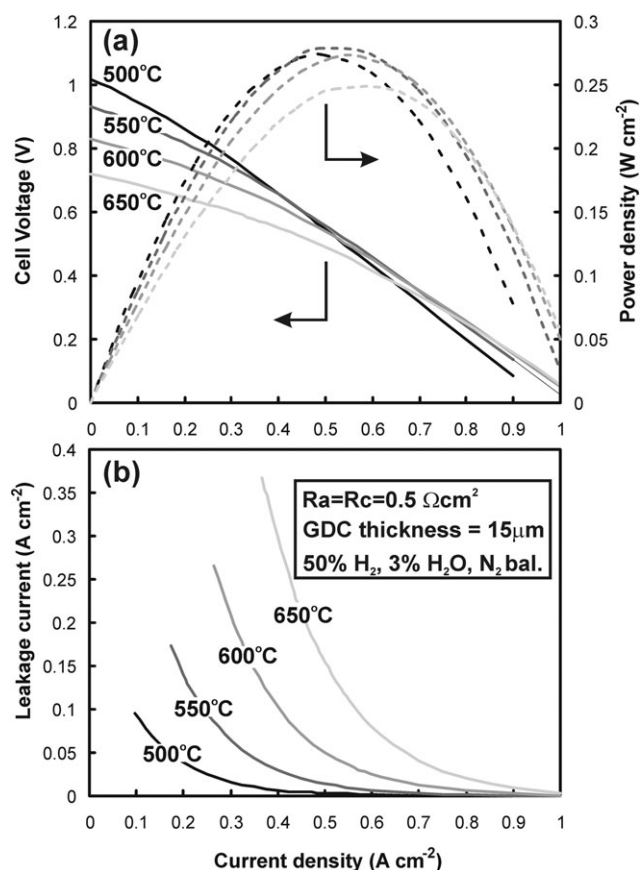 (a)
1.2
1
0.8
0.6
0.4
0.2
0
Cell Voltage (V)
500°C
550°C
600°C
650°C
0.3
0.25
0.2
0.15
0.1
0.05
0
Power density (W cm⁻²)
0 0.1 0.2 0.3 0.4 0.5 0.6 0.7 0.8 0.9 1
(b)
0.4
0.35
0.3
0.25
0.2
0.15
0.1
0.05
0
Leakage current (A cm⁻²)
Ra=Rc=0.5 Ωcm²
GDC thickness = 15μm
50% H₂, 3% H₂O, N₂ bal.
650°C
600°C
550°C
500°C
0 0.1 0.2 0.3 0.4 0.5 0.6 0.7 0.8 0.9 1
Current density (A cm⁻²)